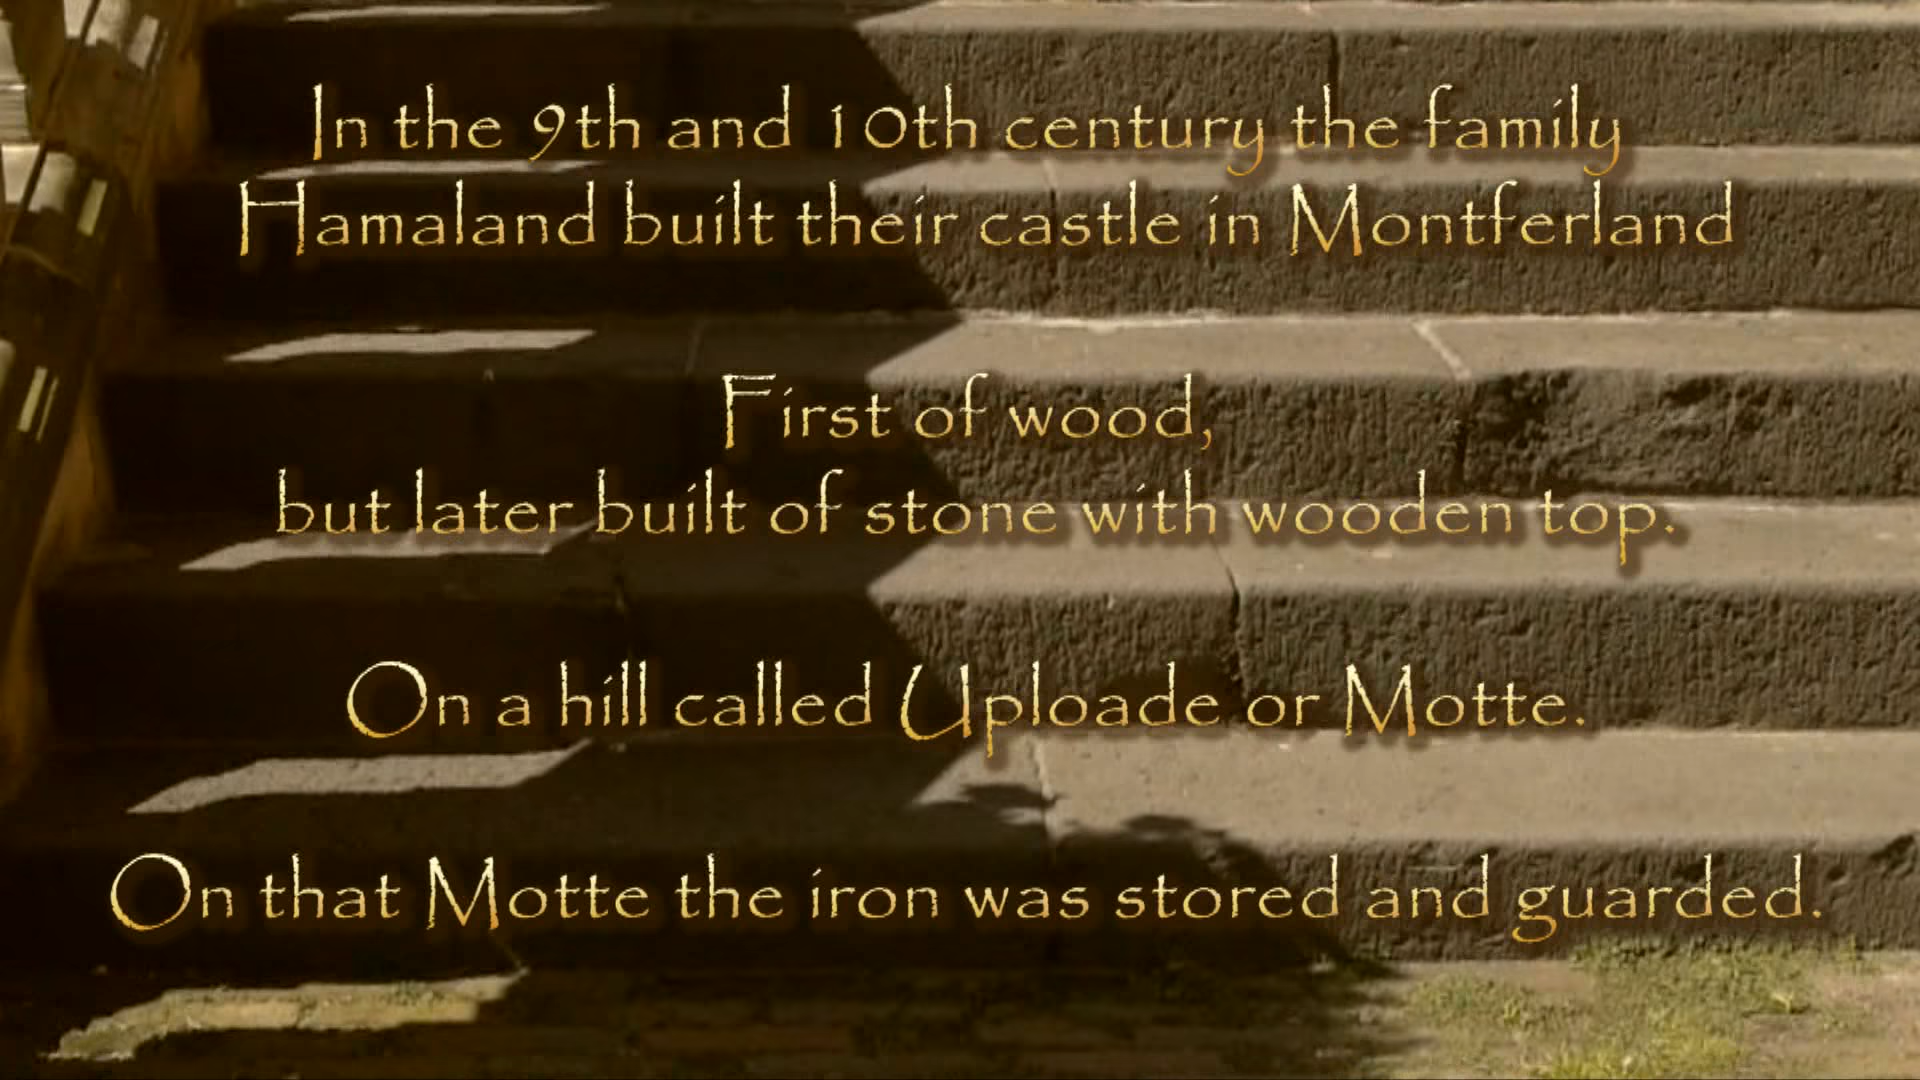 In the 9th and 10th century the family
Hamaland built their castle in Montferland
First of wood,
but later built of stone with wooden top.
On a hill called Uploade or Motte.
On that Motte the iron was stored and guarded.